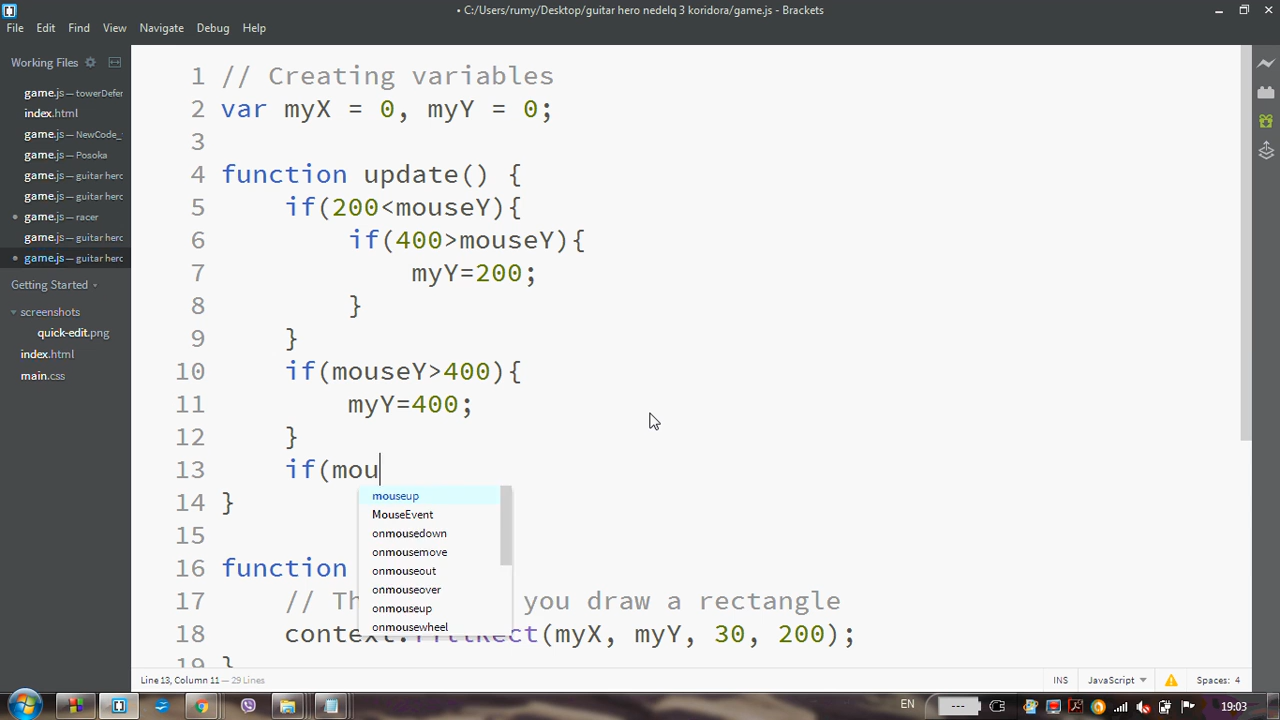 • C:/Users/rumy/Desktop/guitar hero nedelq 3 koridora/game.js - Brackets
File Edit Find View Navigate Debug Help
Working Files
game.js — towerDefer
index.html
game.js — NewCode_
game.js — Posoka
game.js — guitar herc
game.js — guitar herc
• game.js — racer
game.js — guitar herc
• game.js — guitar herc
Getting Started
screenshots
quick-edit.png
index.html
main.css
1 // Creating variables
2 var myX = 0, myY = 0;
3
4 function update() {
5 if(200<mouseY){
6 if(400>mouseY){
7 myY=200;
8 }
9 }
10 if(mouseY>400){
11 myY=400;
12 }
13 if(mou
mouseup
MouseEvent
onmousedown
onmousemove
onmouseout
onmouseover
onmouseup
onmousewheel
14 }
15
16 function
17 // Th you draw a rectangle
18 context.fillRect(myX, myY, 30, 200);
19 }
Line 13, Column 11 — 29 Lines
INS JavaScript Spaces: 4
EN 19:03